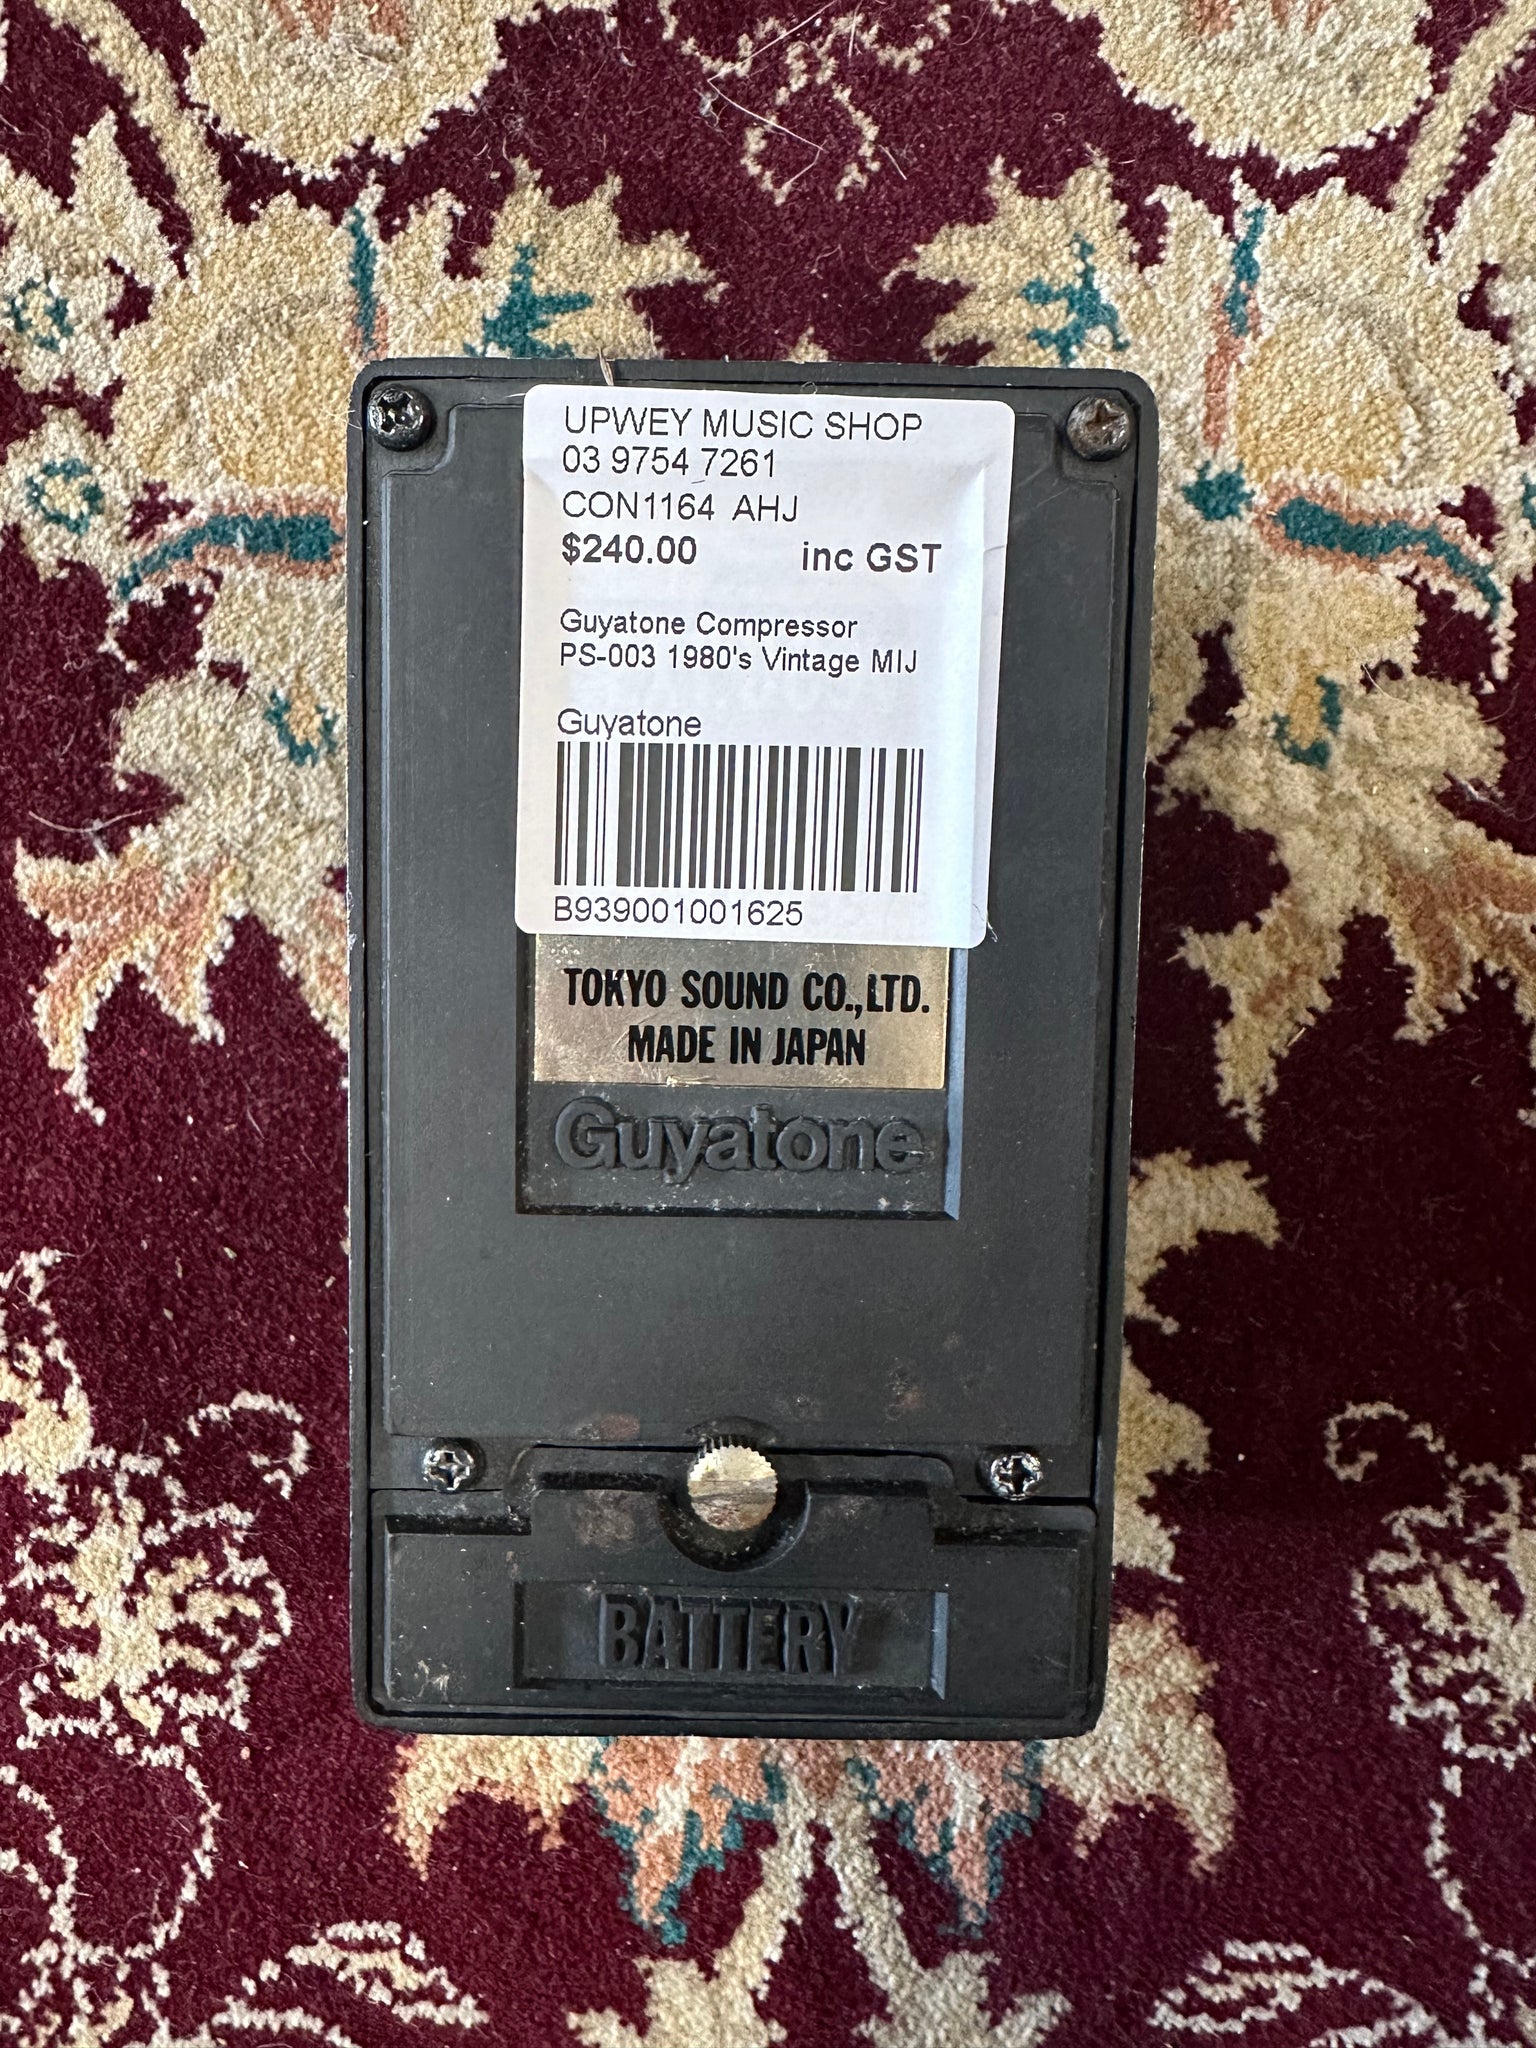 UPWEY MUSIC SHOP
03 9754 7261
CON1164 AHJ
$240.00 inc GST
Guyatone Compressor
PS-003 1980's Vintage MIJ
Guyatone
B939001001625
TOKYO SOUND CO.,LTD.
MADE IN JAPAN
Guyatone
BATTERY